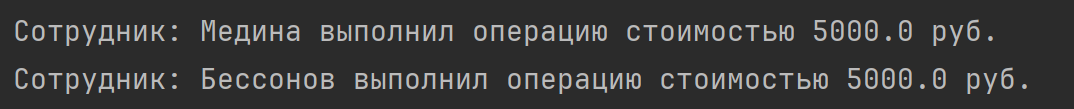 Сотрудник: Медина выполнил операцию стоимостью 5000.0 руб.
Сотрудник: Бессонов выполнил операцию стоимостью 5000.0 руб.